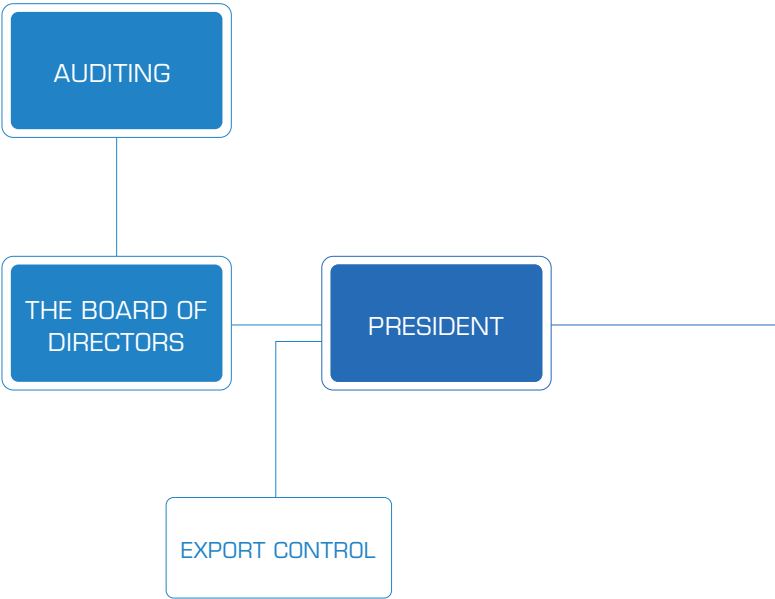 AUDITING
THE BOARD OF
DIRECTORS
PRESIDENT
EXPORT CONTROL